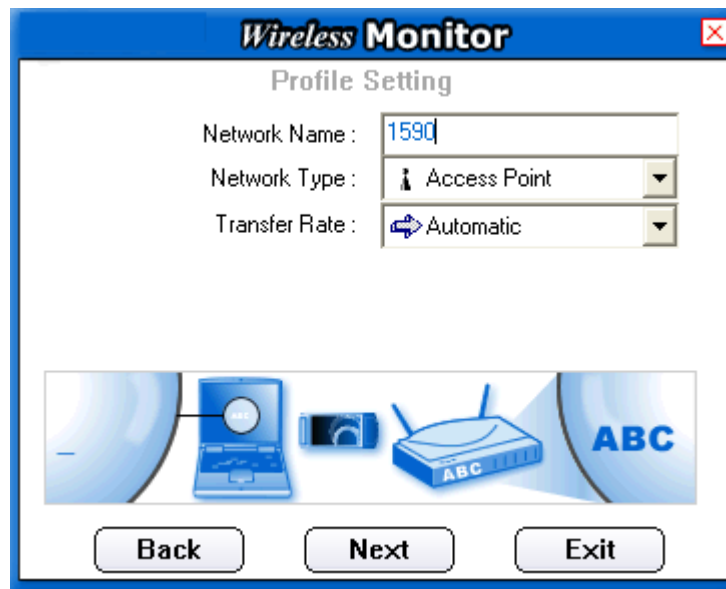 Wireless Monitor
Profile Setting
Network Name : 1590
Network Type : Access Point
Transfer Rate : Automatic
ABC
ABC
ABC
Back Next Exit